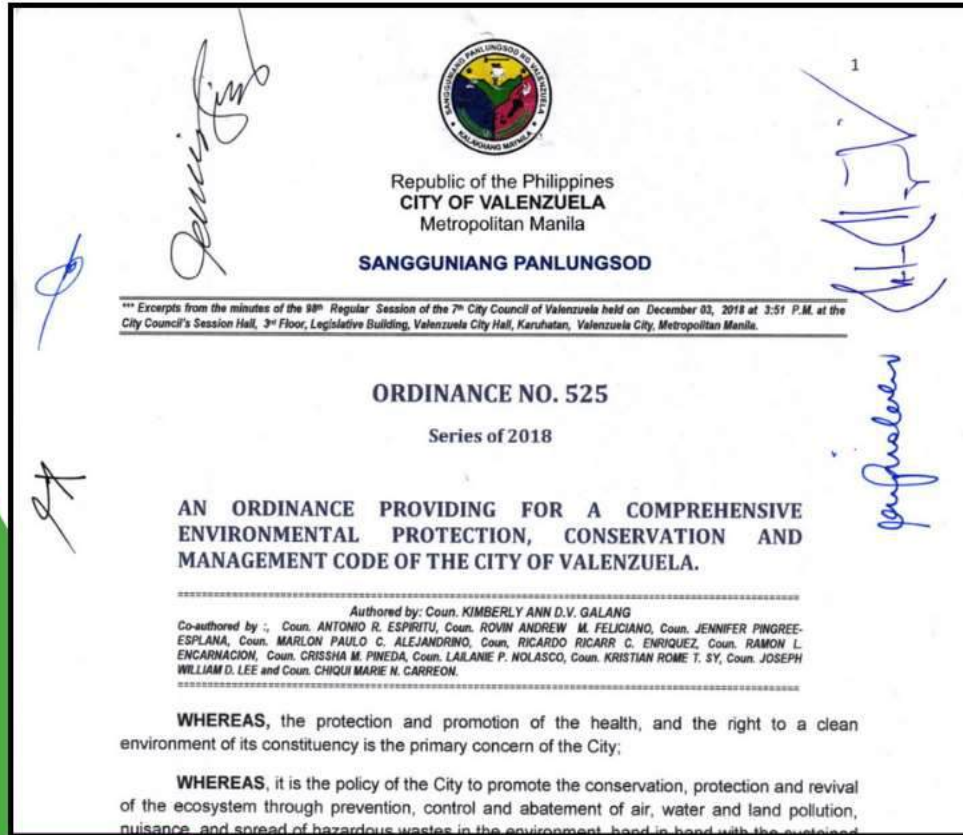 SANGGUNIANG PANLUNGSOD NG VALENZUELA
KALAKHANG MAYNILA
1
Republic of the Philippines
CITY OF VALENZUELA
Metropolitan Manila
SANGGUNIANG PANLUNGSOD
*** Excerpts from the minutes of the 98th Regular Session of the 7th City Council of Valenzuela held on December 03, 2018 at 3:51 P.M. at the
City Council's Session Hall, 3rd Floor, Legislative Building, Valenzuela City Hall, Karuhatan, Valenzuela City, Metropolitan Manila.
ORDINANCE NO. 525
Series of 2018
AN ORDINANCE PROVIDING FOR A COMPREHENSIVE
ENVIRONMENTAL PROTECTION, CONSERVATION AND
MANAGEMENT CODE OF THE CITY OF VALENZUELA.
Authored by: Coun. KIMBERLY ANN D.V. GALANG
Co-authored by :, Coun. ANTONIO R. ESPIRITU, Coun. ROVIN ANDREW M. FELICIANO, Coun. JENNIFER PINGREE-
ESPLANA, Coun. MARLON PAULO C. ALEJANDRINO, Coun, RICARDO RICARR C. ENRIQUEZ, Coun. RAMON L.
ENCARNACION, Coun. CRISSHA M. PINEDA, Coun. LAILANIE P. NOLASCO, Coun. KRISTIAN ROME T. SY, Coun. JOSEPH
WILLIAM D. LEE and Coun. CHIQUI MARIE N. CARREON.
WHEREAS, the protection and promotion of the health, and the right to a clean
environment of its constituency is the primary concern of the City;
WHEREAS, it is the policy of the City to promote the conservation, protection and revival
of the ecosystem through prevention, control and abatement of air, water and land pollution,
nuisance, and spread of hazardous wastes in the environment, hand in hand with the sustained